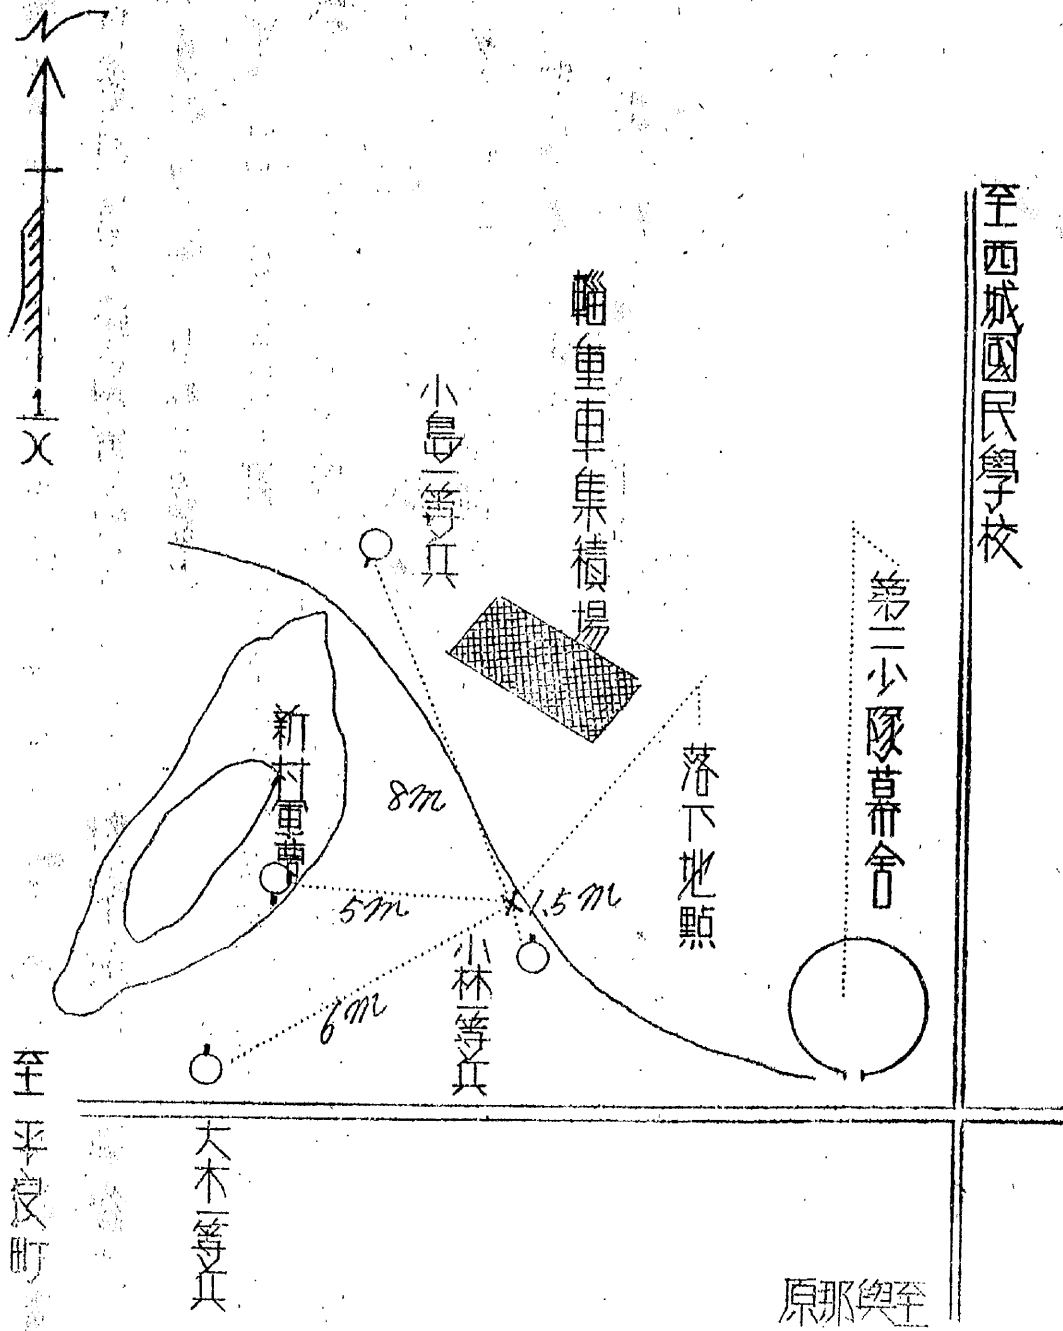 N
1/X
至西城國民學校
輜重車集積場
小島一等兵
第二小隊幕舍
新村軍曹
落下地點
8m
5m
1.5m
小林一等兵
6m
至平良町
大木一等兵
原那與至